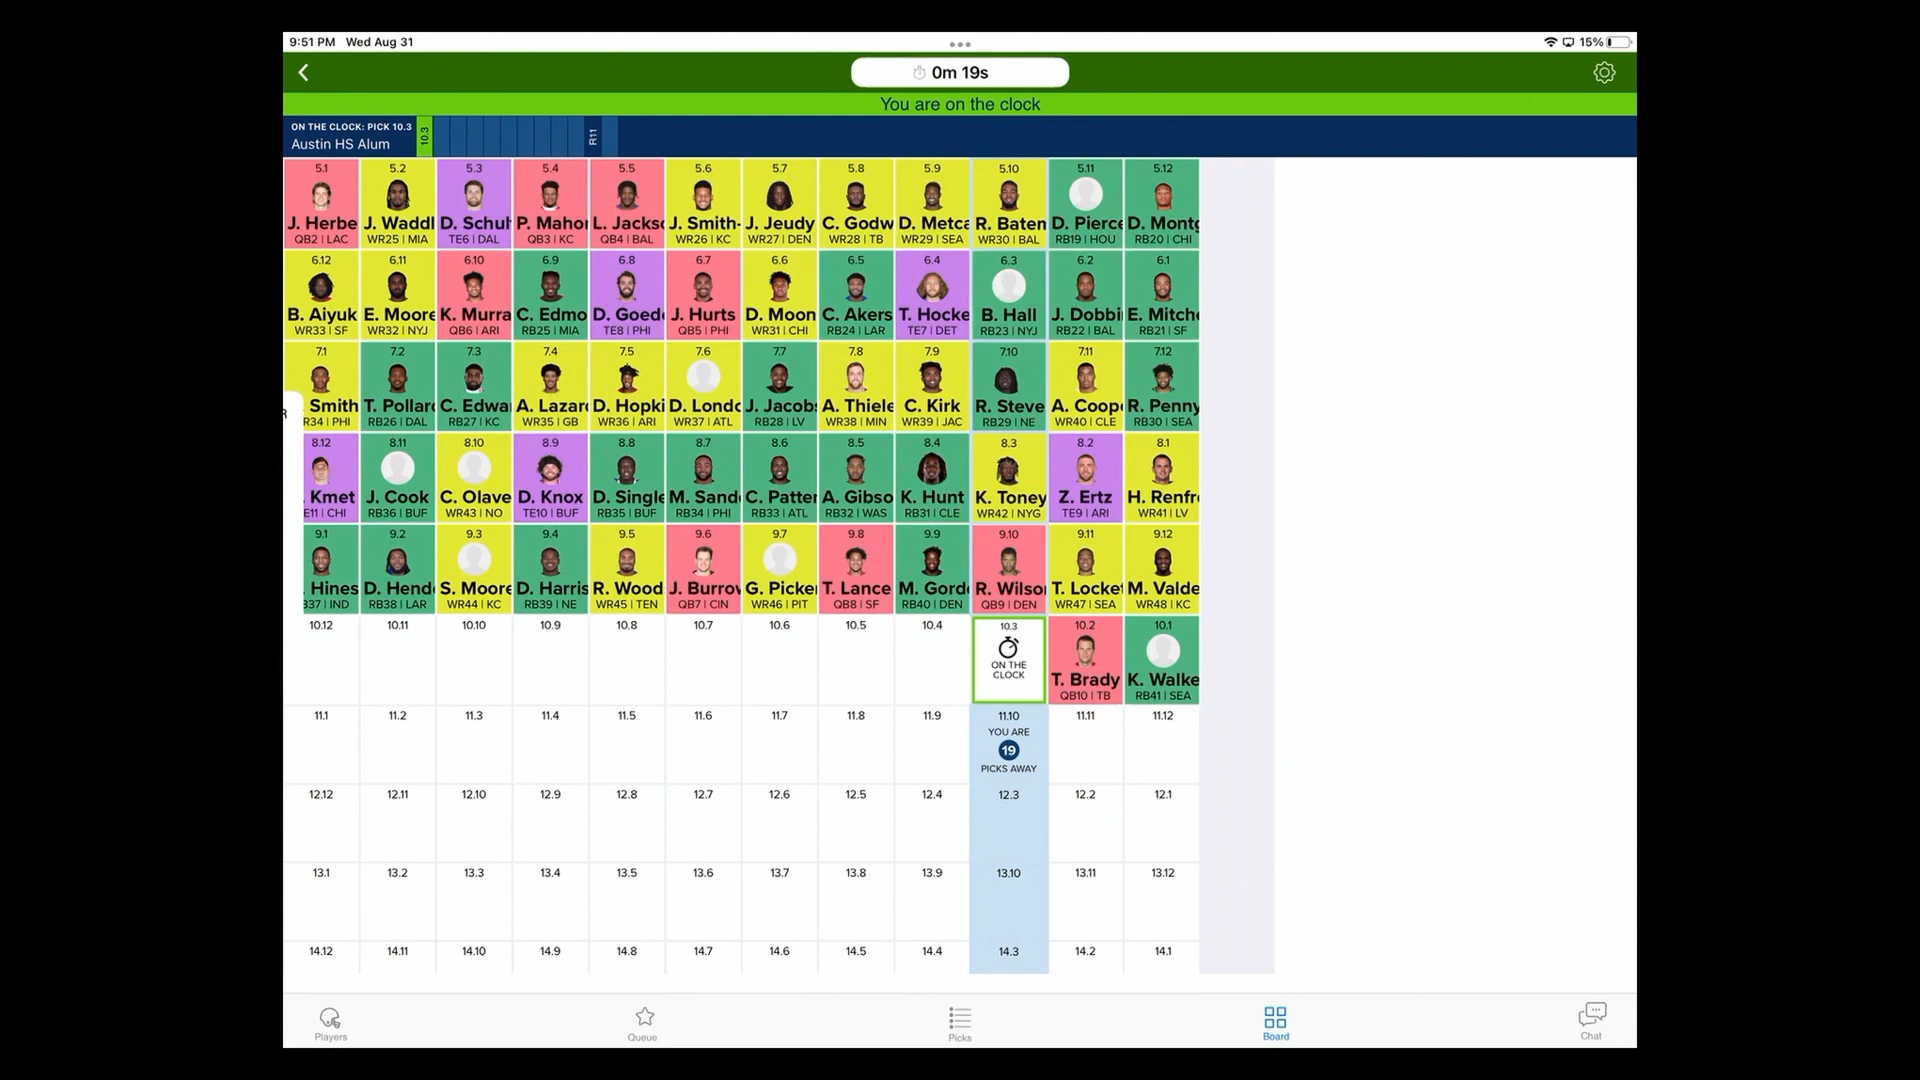 9:51 PM Wed Aug 31
15%
0m 19s
You are on the clock
ON THE CLOCK: PICK 10.3
Austin HS Alum
10.3
R11
5.1 5.2 5.3 5.4 5.5 5.6 5.7 5.8 5.9 5.10 5.11 5.12
J. Herbe J. Waddl D. Schul P. Mahor L. Jackso J. Smith- J. Jeudy C. Godw D. Metca R. Baten D. Pierce D. Montg
QB2 | LAC WR25 | MIA TE6 | DAL QB3 | KC QB4 | BAL WR26 | KC WR27 | DEN WR28 | TB WR29 | SEA WR30 | BAL RB19 | HOU RB20 | CHI
6.12 6.11 6.10 6.9 6.8 6.7 6.6 6.5 6.4 6.3 6.2 6.1
B. Aiyuk E. Moore K. Murra C. Edmo D. Goed J. Hurts D. Moon C. Akers T. Hocke B. Hall J. Dobbi E. Mitche
WR33 | SF WR32 | NYJ QB6 | ARI RB25 | MIA TE8 | PHI QB5 | PHI WR31 | CHI RB24 | LAR TE7 | DET RB23 | NYJ RB22 | BAL RB21 | SF
7.1 7.2 7.3 7.4 7.5 7.6 7.7 7.8 7.9 7.10 7.11 7.12
Smith T. Pollard C. Edwa A. Lazard D. Hopki D. Londo J. Jacobs A. Thiele C. Kirk R. Steve A. Coop R. Penny
R34 | PHI RB26 | DAL RB27 | KC WR35 | GB WR36 | ARI WR37 | ATL RB28 | LV WR38 | MIN WR39 | JAC RB29 | NE WR40 | CLE RB30 | SEA
8.12 8.11 8.10 8.9 8.8 8.7 8.6 8.5 8.4 8.3 8.2 8.1
. Kmet J. Cook C. Olave D. Knox D. Single M. Sand C. Patter A. Gibso K. Hunt K. Toney Z. Ertz H. Renfr
E11 | CHI RB36 | BUF WR43 | NO TE10 | BUF RB35 | BUF RB34 | PHI RB33 | ATL RB32 | WAS RB31 | CLE WR42 | NYG TE9 | ARI WR41 | LV
9.1 9.2 9.3 9.4 9.5 9.6 9.7 9.8 9.9 9.10 9.11 9.12
. Hines D. Hend S. Moore D. Harris R. Wood J. Burrow G. Picke T. Lance M. Gord R. Wilso T. Locket M. Valde
B37 | IND RB38 | LAR WR44 | KC RB39 | NE WR45 | TEN QB7 | CIN WR46 | PIT QB8 | SF RB40 | DEN QB9 | DEN WR47 | SEA WR48 | KC
10.12 10.11 10.10 10.9 10.8 10.7 10.6 10.5 10.4 10.3 10.2 10.1
ON THE
CLOCK
T. Brady K. Walke
QB10 | TB RB41 | SEA
11.1 11.2 11.3 11.4 11.5 11.6 11.7 11.8 11.9 11.10 11.11 11.12
YOU ARE
19
PICKS AWAY
12.12 12.11 12.10 12.9 12.8 12.7 12.6 12.5 12.4 12.3 12.2 12.1
13.1 13.2 13.3 13.4 13.5 13.6 13.7 13.8 13.9 13.10 13.11 13.12
14.12 14.11 14.10 14.9 14.8 14.7 14.6 14.5 14.4 14.3 14.2 14.1
Players Queue Picks Board Chat